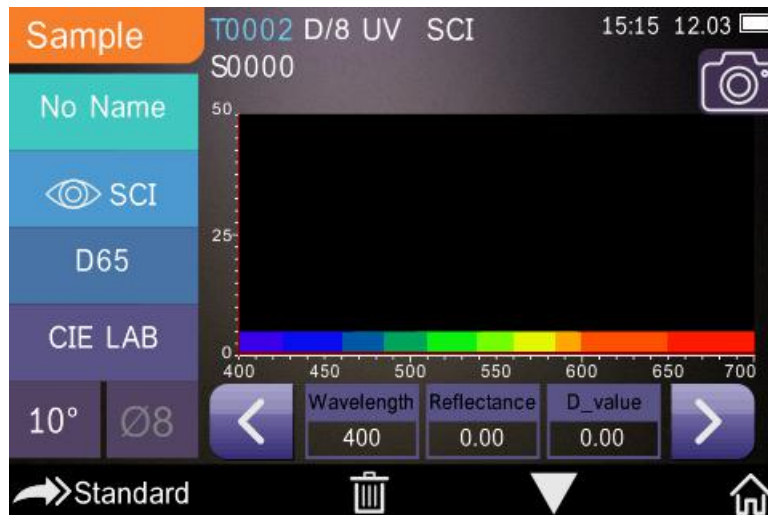 Sample
T0002 D/8 UV SCI 15:15 12.03
S0000
No Name
SCI
D65
CIE LAB
10° Ø8
50
25
0
400 450 500 550 600 650 700
Wavelength Reflectance D_value
400 0.00 0.00
Standard